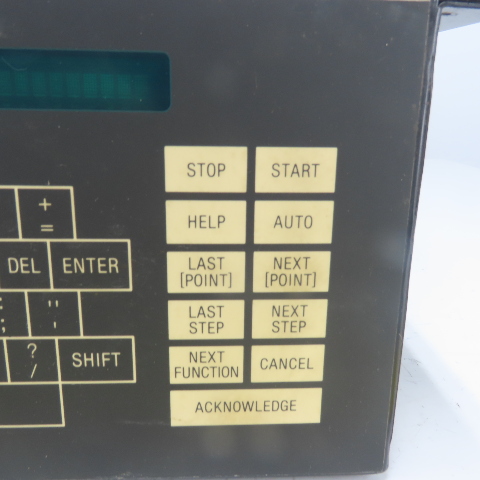 STOP START
HELP AUTO
+
=
DEL ENTER
LAST
[POINT]
NEXT
[POINT]
:
;
"
'
LAST
STEP
NEXT
STEP
?
/
SHIFT
NEXT
FUNCTION
CANCEL
ACKNOWLEDGE